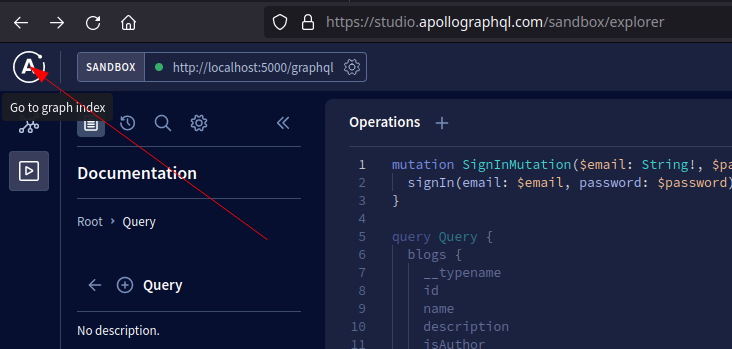 https://studio.apollographql.com/sandbox/explorer
A
SANDBOX
http://localhost:5000/graphql
Go to graph index
Documentation
Root › Query
Query
No description.
Operations
1 mutation SignInMutation($email: String!, $pa
2 signIn(email: $email, password: $password)
3 }
4
5 query Query {
6 blogs {
7 __typename
8 id
9 name
10 description
11 isAuthor